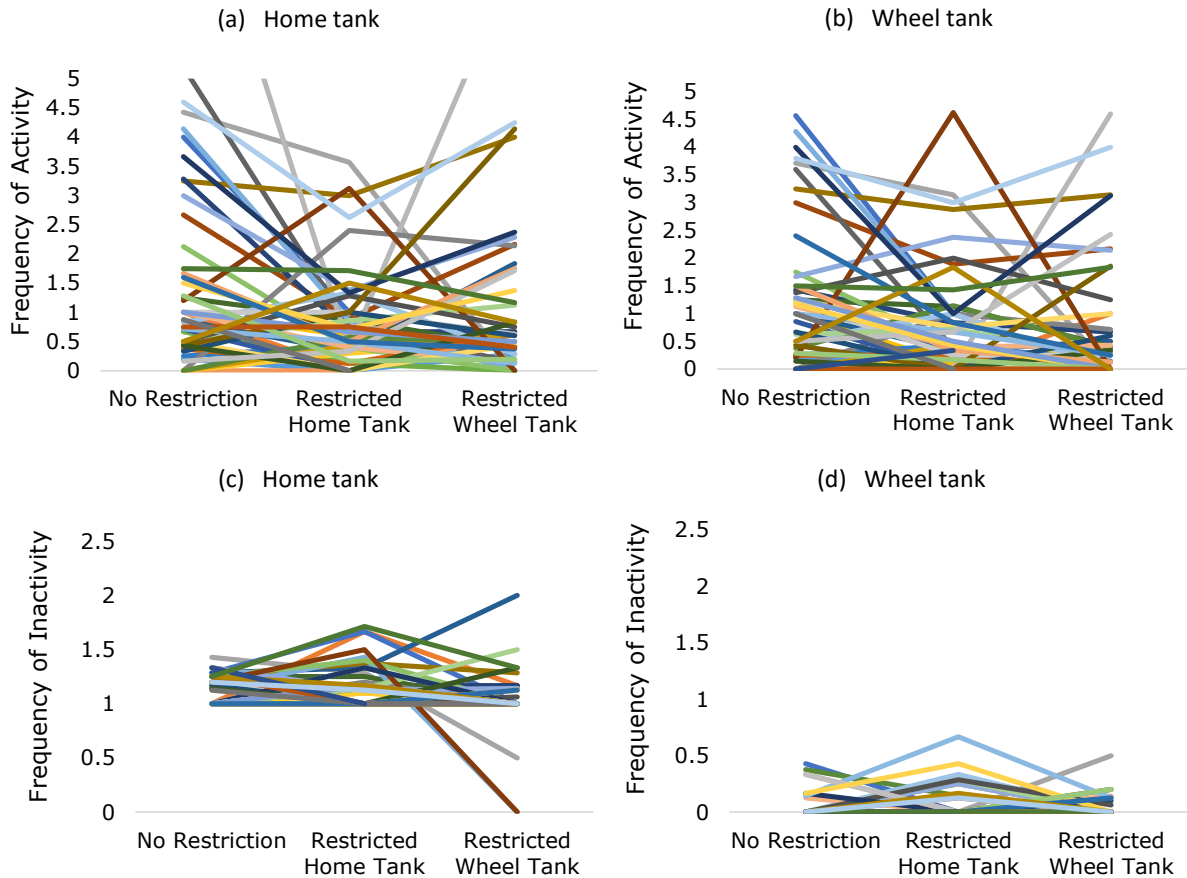 (a) Home tank
Frequency of Activity
5
4.5
4
3.5
3
2.5
2
1.5
1
0.5
0
No Restriction
Restricted
Home Tank
Restricted
Wheel Tank
(b) Wheel tank
Frequency of Activity
5
4.5
4
3.5
3
2.5
2
1.5
1
0.5
0
No Restriction
Restricted
Home Tank
Restricted
Wheel Tank
(c) Home tank
Frequency of Inactivity
2.5
2
1.5
1
0.5
0
No Restriction
Restricted
Home Tank
Restricted
Wheel Tank
(d) Wheel tank
Frequency of Inactivity
2.5
2
1.5
1
0.5
0
No Restriction
Restricted
Home Tank
Restricted
Wheel Tank